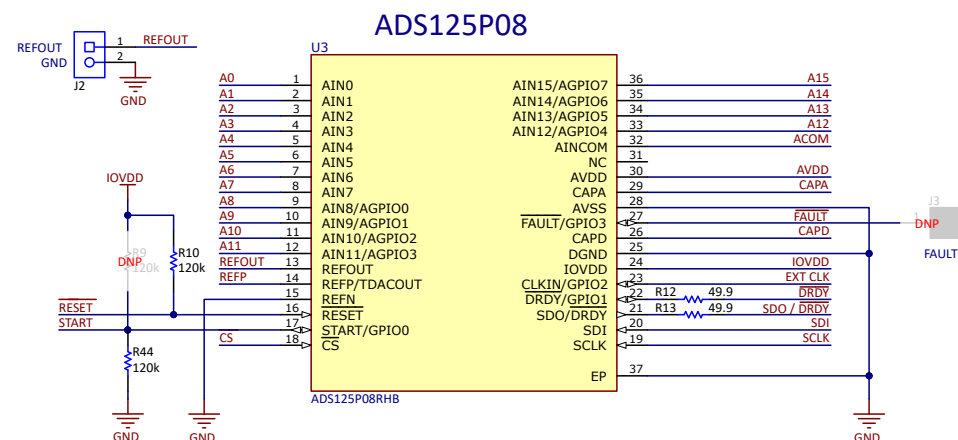 ADS125P08
REFOUT
GND
1
2
REFOUT
J2
GND
U3
A0 1 AIN0
A1 2 AIN1
A2 3 AIN2
A3 4 AIN3
A4 5 AIN4
A5 6 AIN5
A6 7 AIN6
A7 8 AIN7
A8 9 AIN8/AGPIO0
A9 10 AIN9/AGPIO1
A10 11 AIN10/AGPIO2
A11 12 AIN11/AGPIO3
REFOUT 13 REFOUT
REFP 14 REFP/TDACOUT
15 REFN
RESET 16 RESET
START 17 START/GPIO0
CS 18 CS
AIN15/AGPIO7 36 A15
AIN14/AGPIO6 35 A14
AIN13/AGPIO5 34 A13
AIN12/AGPIO4 33 A12
AINCOM 32 ACOM
NC 31
AVDD 30 AVDD
CAPA 29 CAPA
AVSS 28
FAULT/GPIO3 27 FAULT
CAPD 26 CAPD
DGND 25
IOVDD 24 IOVDD
CLKIN/GPIO2 23 EXT CLK
DRDY/GPIO1 22 R12 49.9 DRDY
SDO/DRDY 21 R13 49.9 SDO / DRDY
SDI 20 SDI
SCLK 19 SCLK
EP 37
IOVDD
R9
DNP
120k
R10
120k
R44
120k
GND
GND
ADS125P08RHB
GND
J3
1
DNP
FAULT